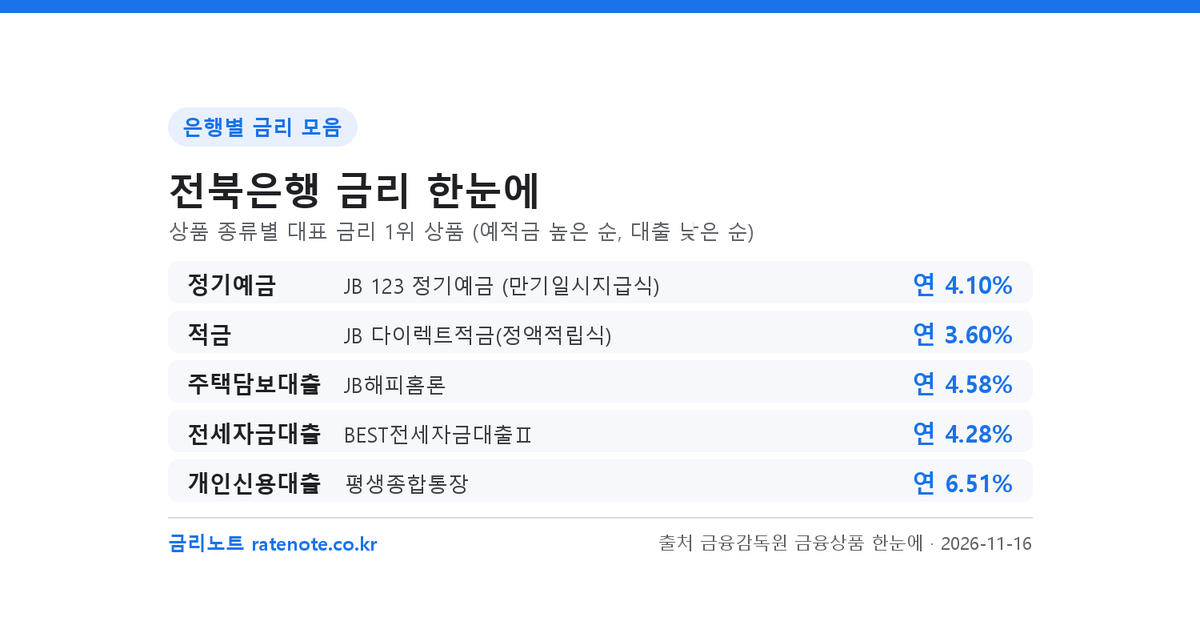 은행별 금리 모음
전북은행 금리 한눈에
상품 종류별 대표 금리 1위 상품 (예적금 높은 순, 대출 낮은 순)
정기예금 JB 123 정기예금 (만기일시지급식) 연 4.10%
적금 JB 다이렉트적금(정액적립식) 연 3.60%
주택담보대출 JB해피홈론 연 4.58%
전세자금대출 BEST전세자금대출Ⅱ 연 4.28%
개인신용대출 평생종합통장 연 6.51%
금리노트 ratenote.co.kr 출처 금융감독원 금융상품 한눈에 · 2026-11-16